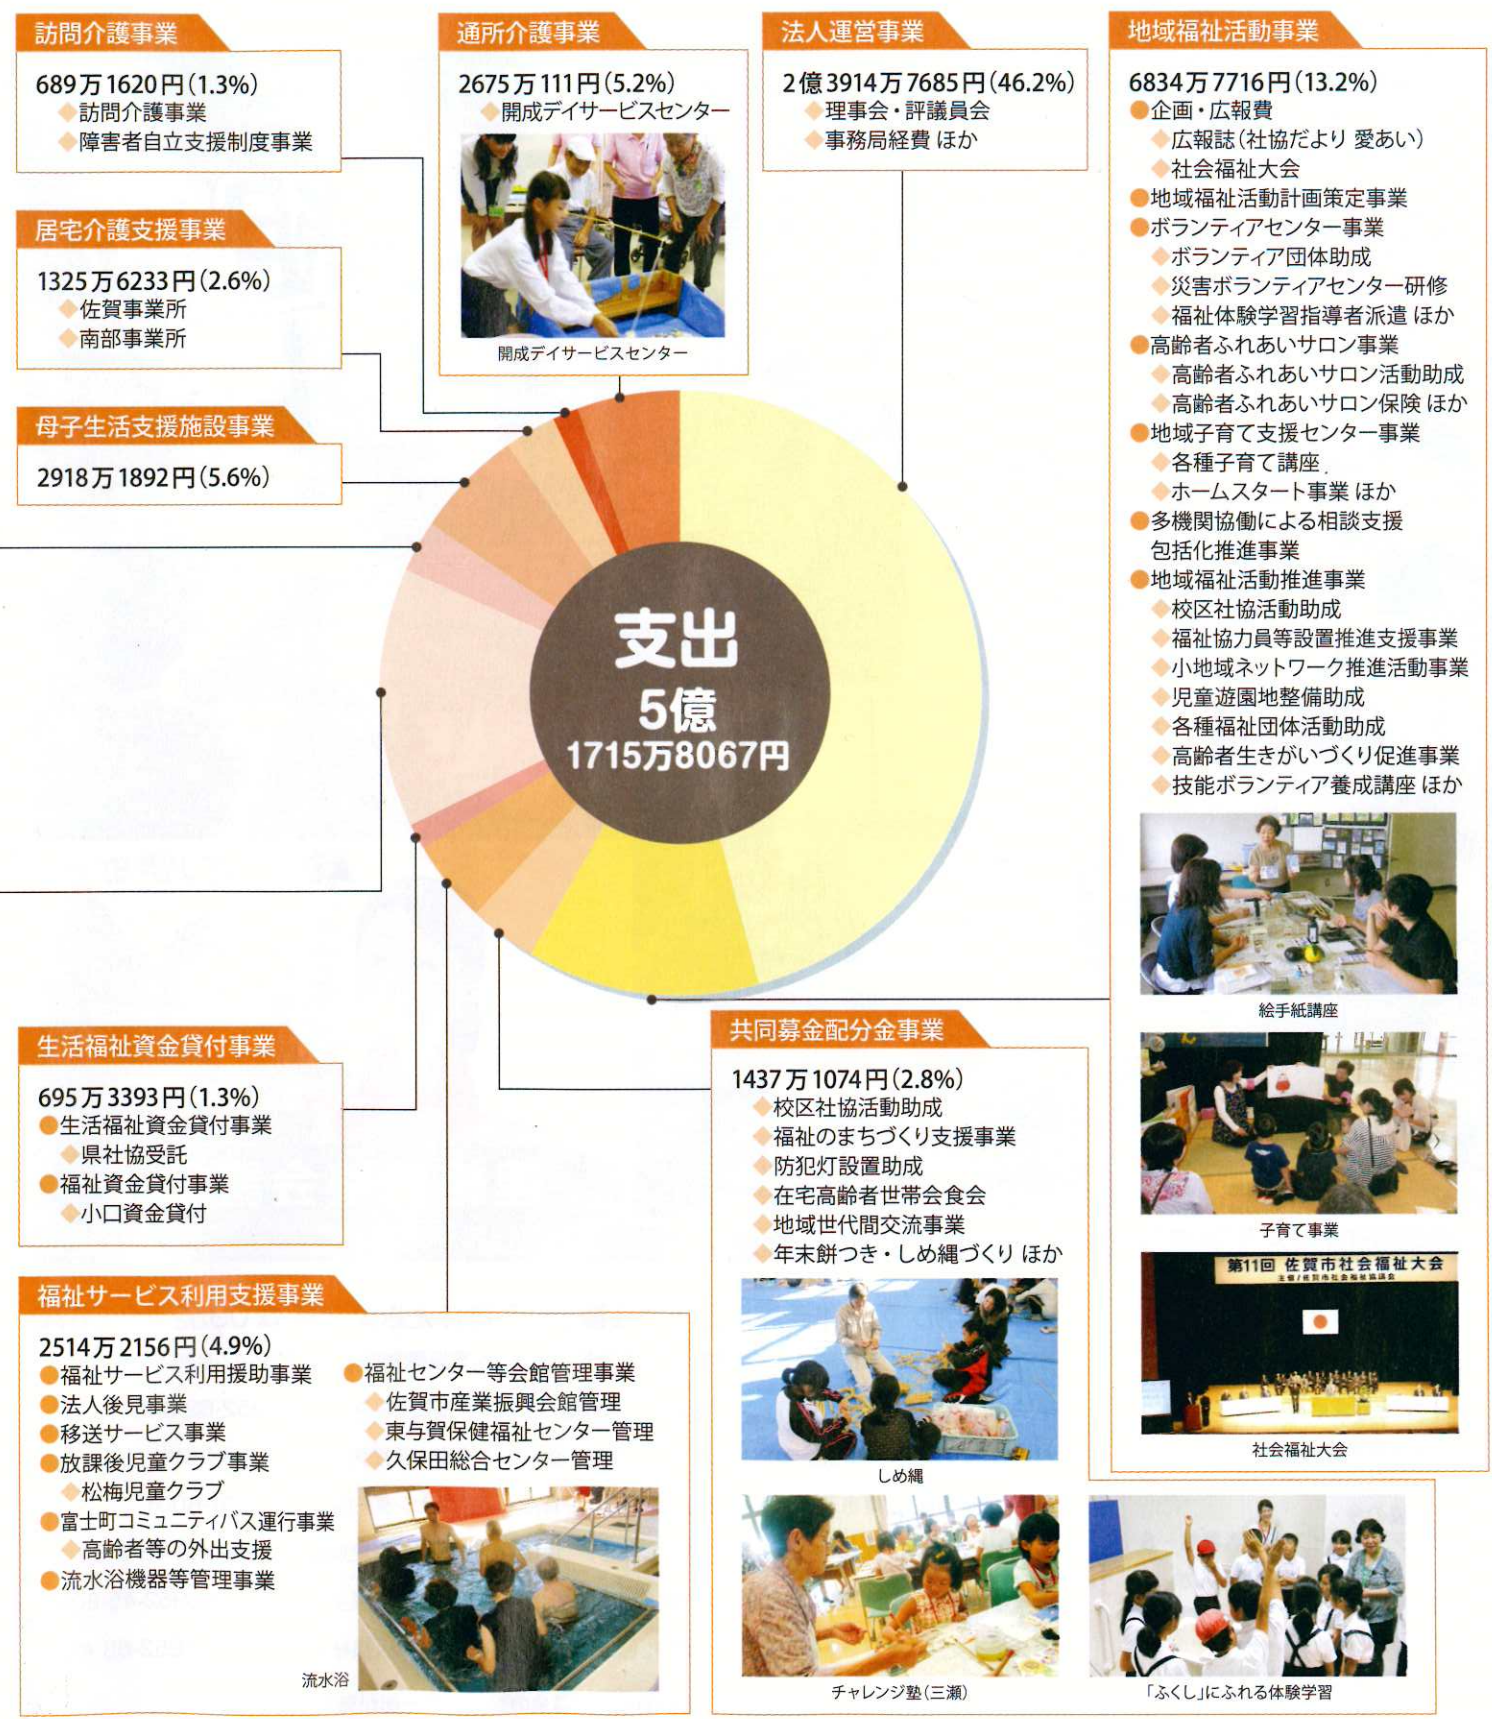 訪問介護事業
689万1620円(1.3%)
◆訪問介護事業
◆障害者自立支援制度事業
居宅介護支援事業
1325万6233円(2.6%)
◆佐賀事業所
◆南部事業所
母子生活支援施設事業
2918万1892円(5.6%)
通所介護事業
2675万111円(5.2%)
◆開成デイサービスセンター
開成デイサービスセンター
法人運営事業
2億3914万7685円(46.2%)
◆理事会・評議員会
◆事務局経費 ほか
地域福祉活動事業
6834万7716円(13.2%)
●企画・広報費
◆広報誌(社協だより 愛あい)
◆社会福祉大会
●地域福祉活動計画策定事業
●ボランティアセンター事業
◆ボランティア団体助成
◆災害ボランティアセンター研修
◆福祉体験学習指導者派遣 ほか
●高齢者ふれあいサロン事業
◆高齢者ふれあいサロン活動助成
◆高齢者ふれあいサロン保険 ほか
●地域子育て支援センター事業
◆各種子育て講座
◆ホームスタート事業 ほか
●多機関協働による相談支援
包括化推進事業
●地域福祉活動推進事業
◆校区社協活動助成
◆福祉協力員等設置推進支援事業
◆小地域ネットワーク推進活動事業
◆児童遊園地整備助成
◆各種福祉団体活動助成
◆高齢者生きがいづくり促進事業
◆技能ボランティア養成講座 ほか
絵手紙講座
子育て事業
第11回 佐賀市社会福祉大会
主催/佐賀市社会福祉協議会
社会福祉大会
支出
5億
1715万8067円
生活福祉資金貸付事業
695万3393円(1.3%)
●生活福祉資金貸付事業
◆県社協受託
●福祉資金貸付事業
◆小口資金貸付
福祉サービス利用支援事業
2514万2156円(4.9%)
●福祉サービス利用援助事業
●法人後見事業
●移送サービス事業
●放課後児童クラブ事業
◆松梅児童クラブ
●富士町コミュニティバス運行事業
◆高齢者等の外出支援
●流水浴機器等管理事業
●福祉センター等会館管理事業
◆佐賀市産業振興会館管理
◆東与賀保健福祉センター管理
◆久保田総合センター管理
流水浴
共同募金配分金事業
1437万1074円(2.8%)
◆校区社協活動助成
◆福祉のまちづくり支援事業
◆防犯灯設置助成
◆在宅高齢者世帯会食会
◆地域世代間交流事業
◆年末餅つき・しめ縄づくり ほか
しめ縄
チャレンジ塾(三瀬)
「ふくし」にふれる体験学習